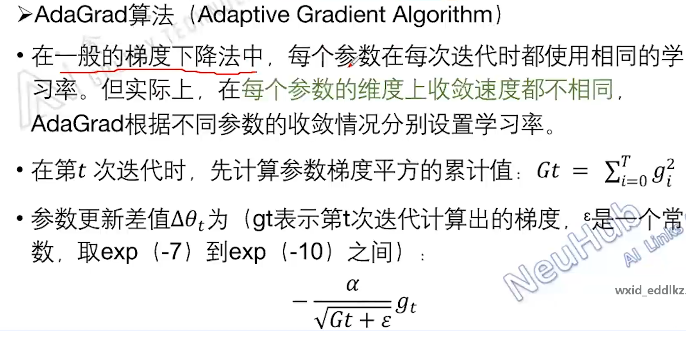 ➢AdaGrad算法（Adaptive Gradient Algorithm）
• 在一般的梯度下降法中，每个参数在每次迭代时都使用相同的学
习率。但实际上，在每个参数的维度上收敛速度都不相同，
AdaGrad根据不同参数的收敛情况分别设置学习率。
• 在第t 次迭代时，先计算参数梯度平方的累计值：Gt = ∑_{i=0}^{T} g_i^2
• 参数更新差值Δθ_t为（gt表示第t次迭代计算出的梯度，ε是一个常
数，取exp（-7）到exp（-10）之间）：
- \frac{α}{\sqrt{Gt + ε}} g_t
NeuHub
AI Links
wxid_eddlkz